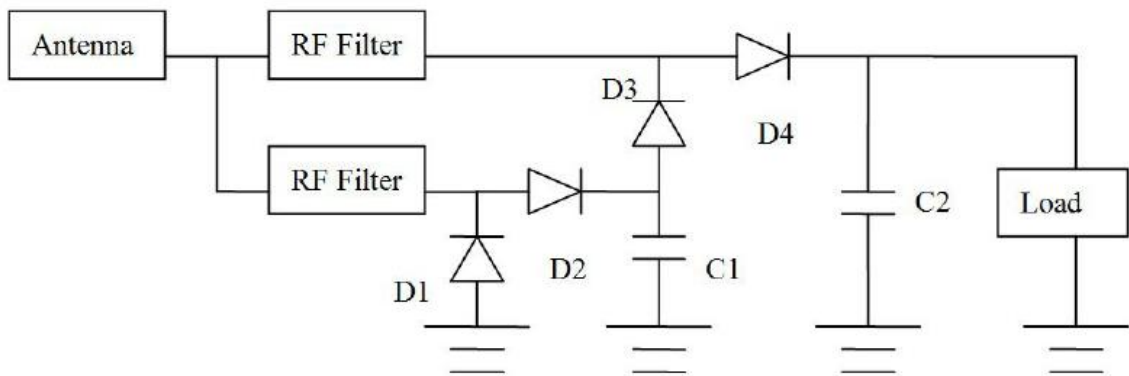 Antenna
RF Filter
D3
D4
RF Filter
D1
D2
C1
C2
Load